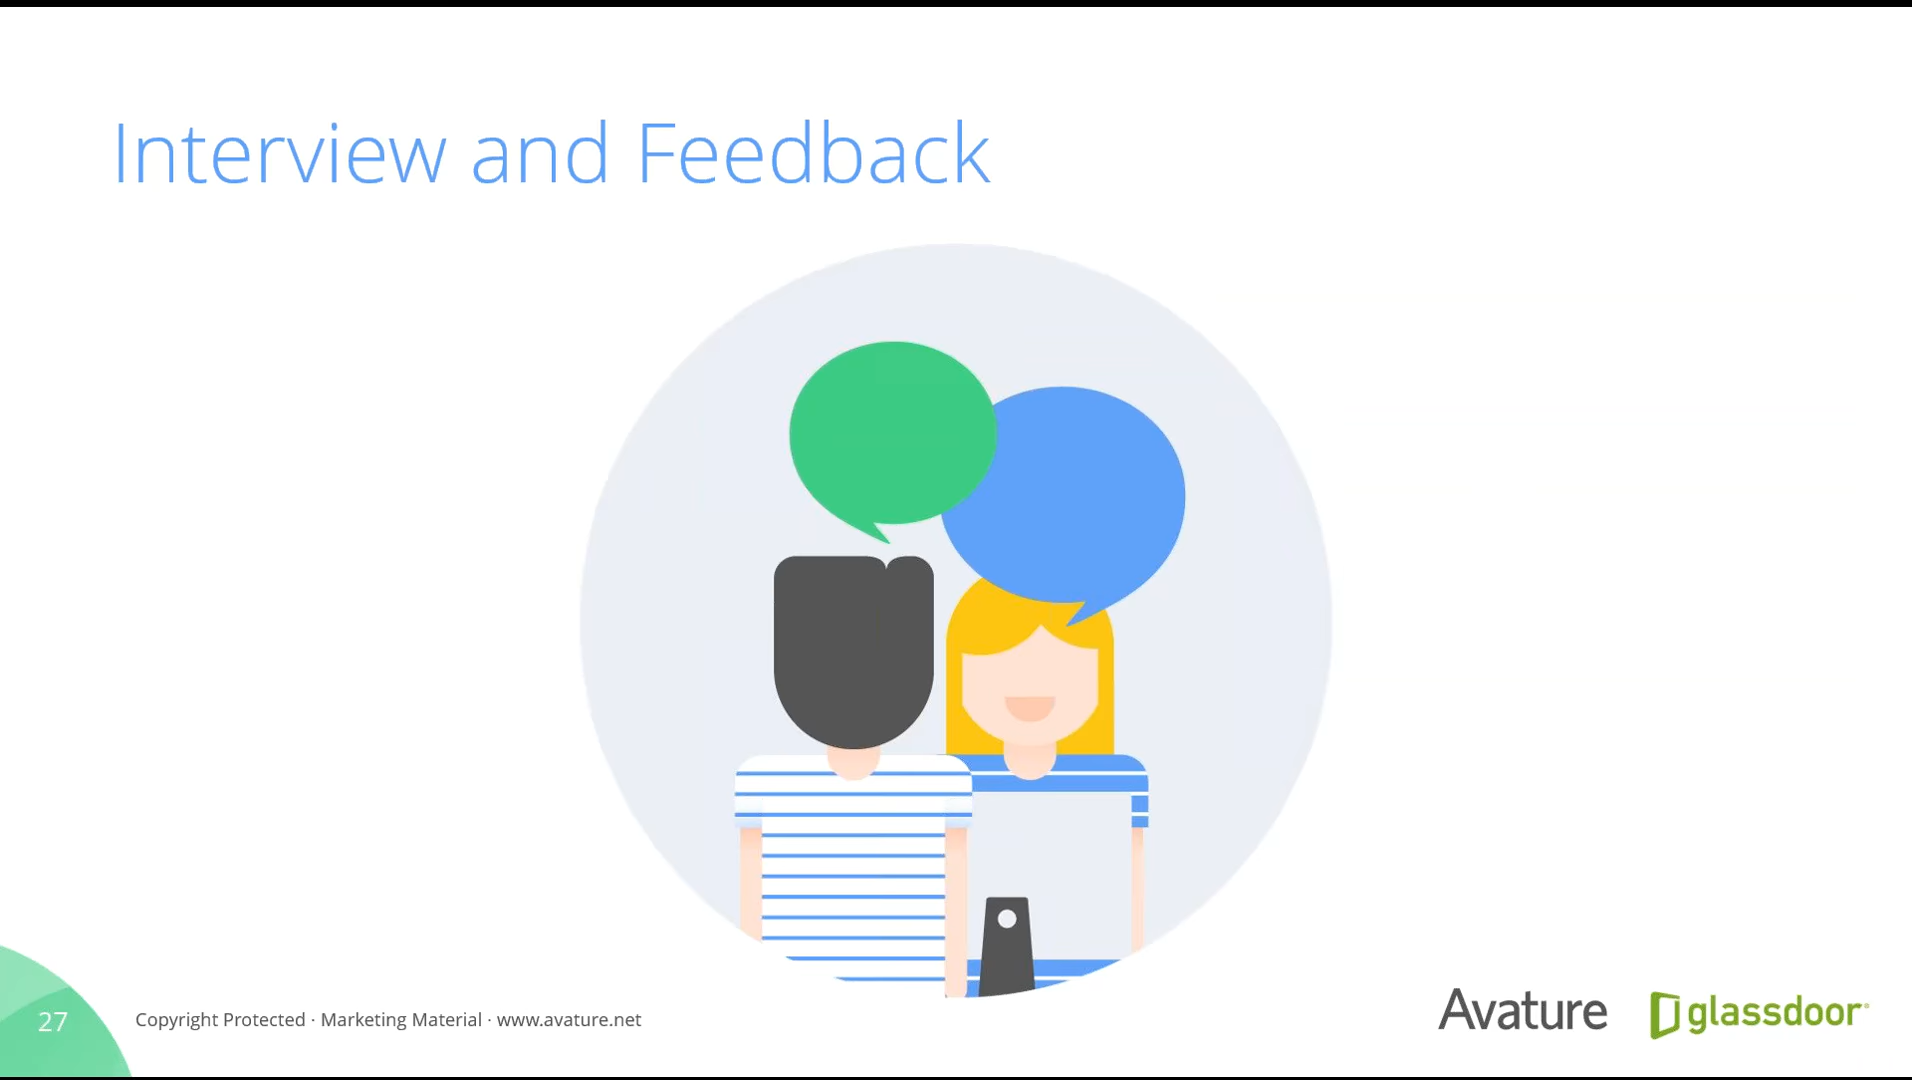 Interview and Feedback
27
Copyright Protected · Marketing Material · www.avature.net
Avature
glassdoor